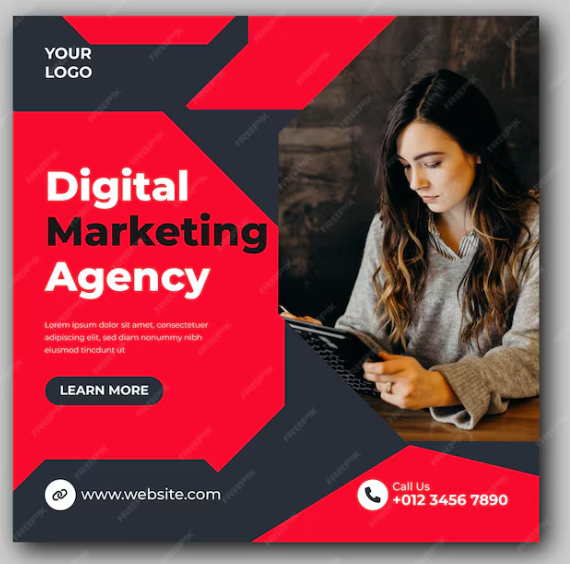 YOUR
LOGO
Digital
Marketing
Agency
Lorem ipsum dolor sit amet, consectetuer
adipiscing elit, sed diam nonummy nibh
eiusmod tincdunt ut
LEARN MORE
www.website.com
Call Us
+012 3456 7890
FREEPIK